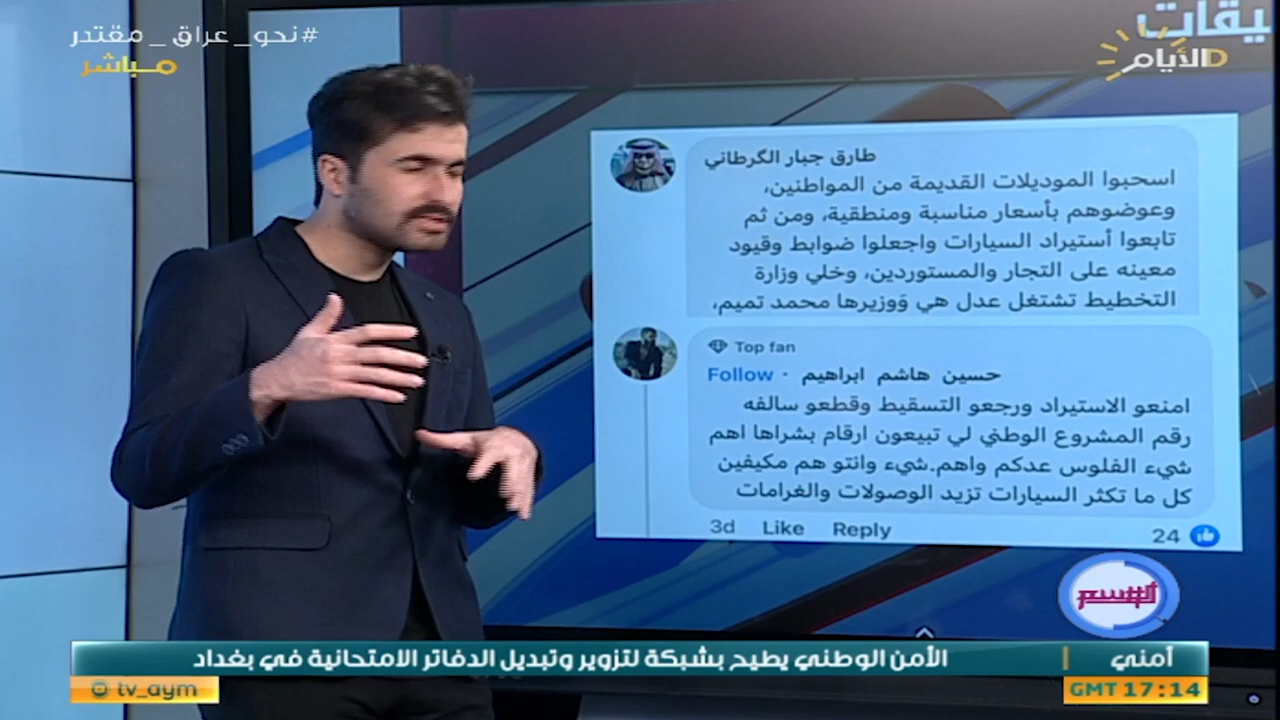 #نحو_عراق_مقتدر
مباشر
يقات
الأيام
طارق جبار الگرطاني
اسحبوا الموديلات القديمة من المواطنين،
وعوضوهم بأسعار مناسبة ومنطقية، ومن ثم
تابعوا أستيراد السيارات واجعلوا ضوابط وقيود
معينه على التجار والمستوردين، وخلي وزارة
التخطيط تشتغل عدل هي وَوزيرها محمد تميم،
Top fan
حسين هاشم ابراهيم · Follow
امنعو الاستيراد ورجعو التسقيط وقطعو سالفه
رقم المشروع الوطني لي تبيعون ارقام بشراها اهم
شيء الفلوس عدكم واهم.شيء وانتو هم مكيفين
كل ما تكثر السيارات تزيد الوصولات والغرامات
3d Like Reply 24
أمني | الأمن الوطني يطيح بشبكة لتزوير وتبديل الدفاتر الامتحانية في بغداد
tv_aym
GMT 17:14